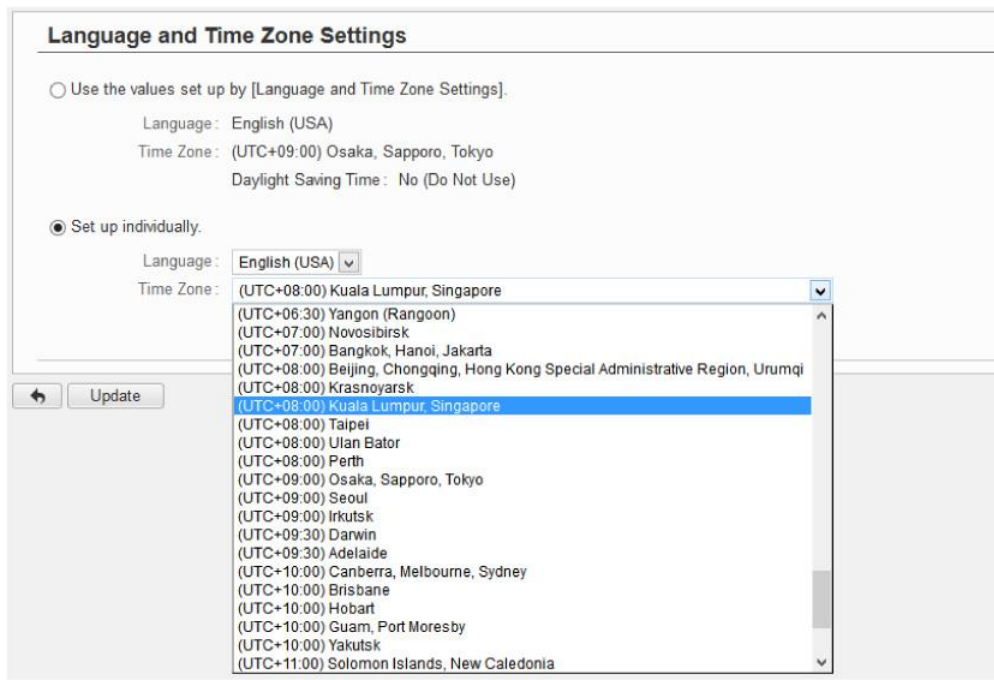 Language and Time Zone Settings
Use the values set up by [Language and Time Zone Settings].
Language : English (USA)
Time Zone : (UTC+09:00) Osaka, Sapporo, Tokyo
Daylight Saving Time : No (Do Not Use)
Set up individually.
Language : English (USA)
Time Zone : (UTC+08:00) Kuala Lumpur, Singapore
(UTC+06:30) Yangon (Rangoon)
(UTC+07:00) Novosibirsk
(UTC+07:00) Bangkok, Hanoi, Jakarta
(UTC+08:00) Beijing, Chongqing, Hong Kong Special Administrative Region, Urumqi
(UTC+08:00) Krasnoyarsk
(UTC+08:00) Kuala Lumpur, Singapore
(UTC+08:00) Taipei
(UTC+08:00) Ulan Bator
(UTC+08:00) Perth
(UTC+09:00) Osaka, Sapporo, Tokyo
(UTC+09:00) Seoul
(UTC+09:00) Irkutsk
(UTC+09:30) Darwin
(UTC+09:30) Adelaide
(UTC+10:00) Canberra, Melbourne, Sydney
(UTC+10:00) Brisbane
(UTC+10:00) Hobart
(UTC+10:00) Guam, Port Moresby
(UTC+10:00) Yakutsk
(UTC+11:00) Solomon Islands, New Caledonia
Update